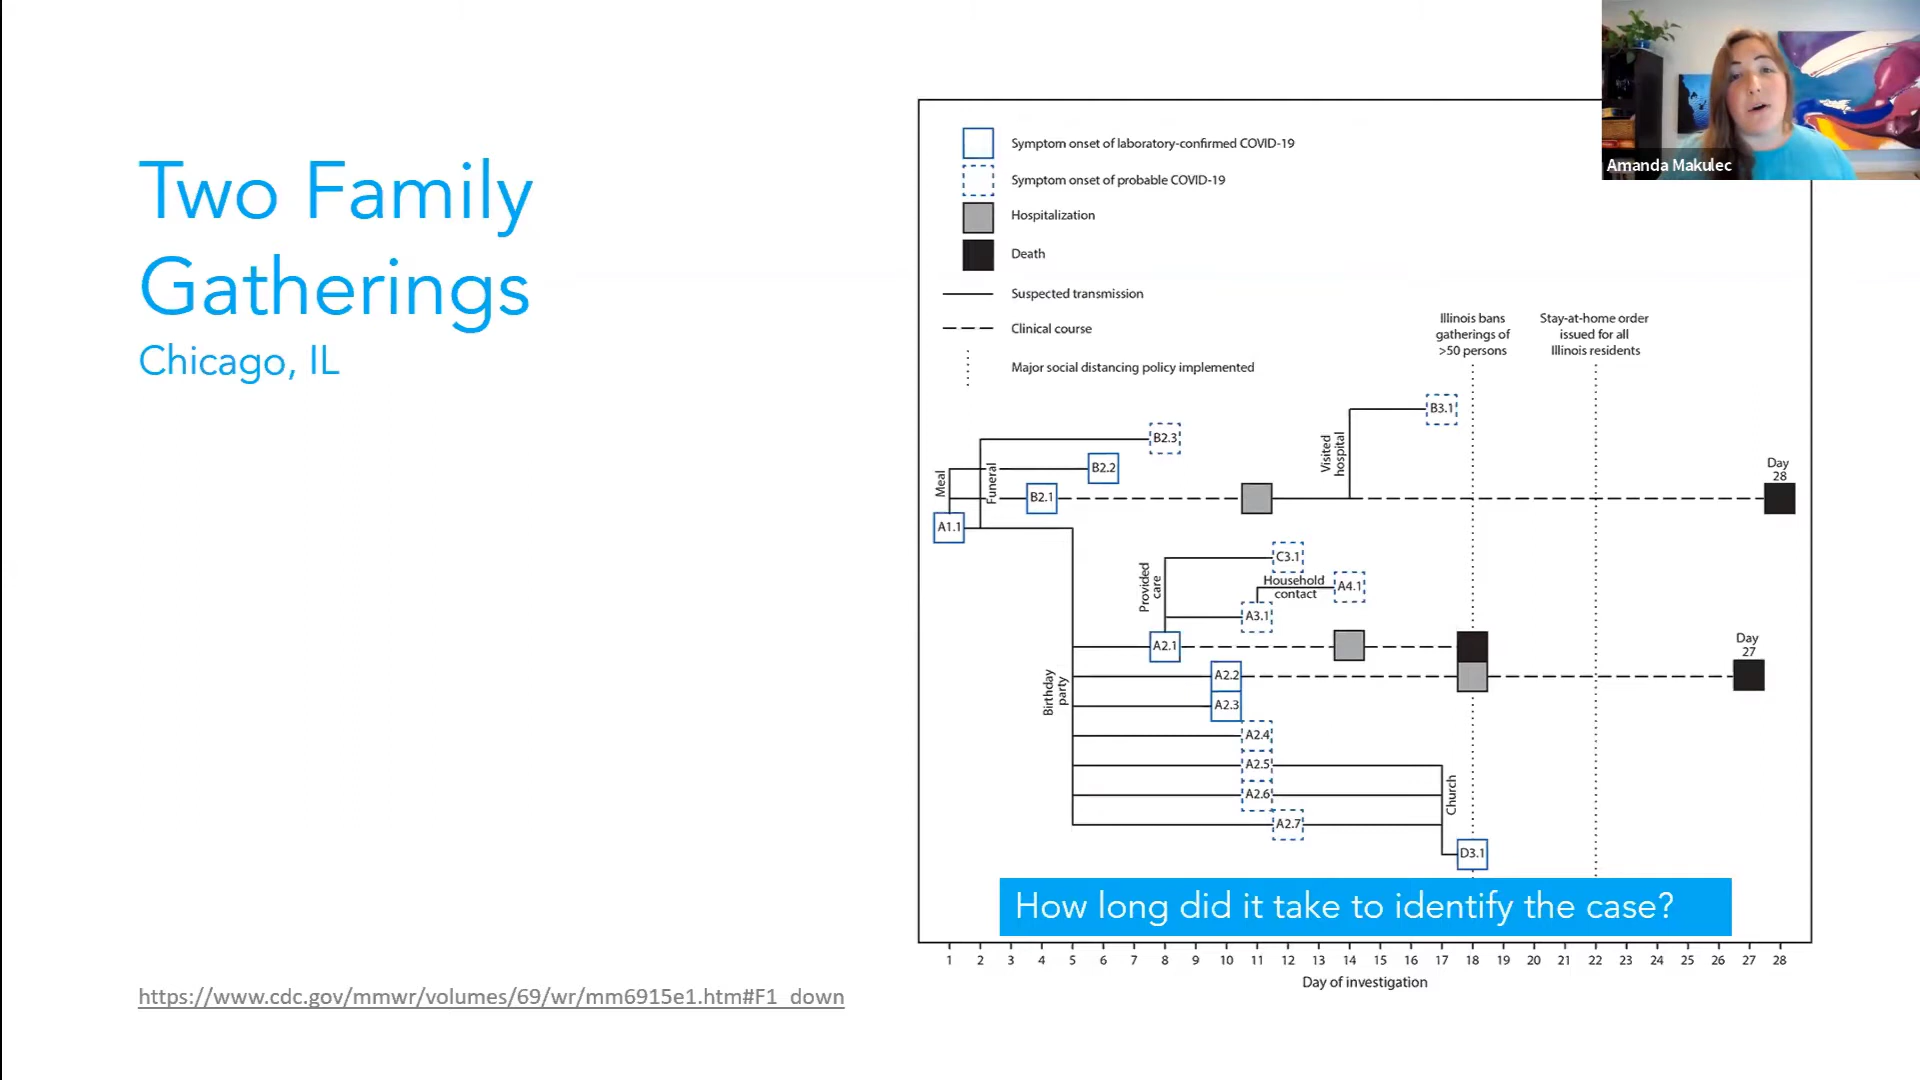 Two Family
Gatherings
Chicago, IL
https://www.cdc.gov/mmwr/volumes/69/wr/mm6915e1.htm#F1_down
Amanda Makulec
Symptom onset of laboratory-confirmed COVID-19
Symptom onset of probable COVID-19
Hospitalization
Death
Suspected transmission
Clinical course
Major social distancing policy implemented
Illinois bans
gatherings of
>50 persons
Stay-at-home order
issued for all
Illinois residents
B3.1
B2.3
Visited
hospital
B2.2
Day
28
Meal
Funeral
B2.1
A1.1
C3.1
Provided
care
Household
contact
A4.1
A3.1
A2.1
Day
27
Birthday
party
A2.2
A2.3
A2.4
A2.5
A2.6
Church
A2.7
D3.1
How long did it take to identify the case?
1 2 3 4 5 6 7 8 9 10 11 12 13 14 15 16 17 18 19 20 21 22 23 24 25 26 27 28
Day of investigation